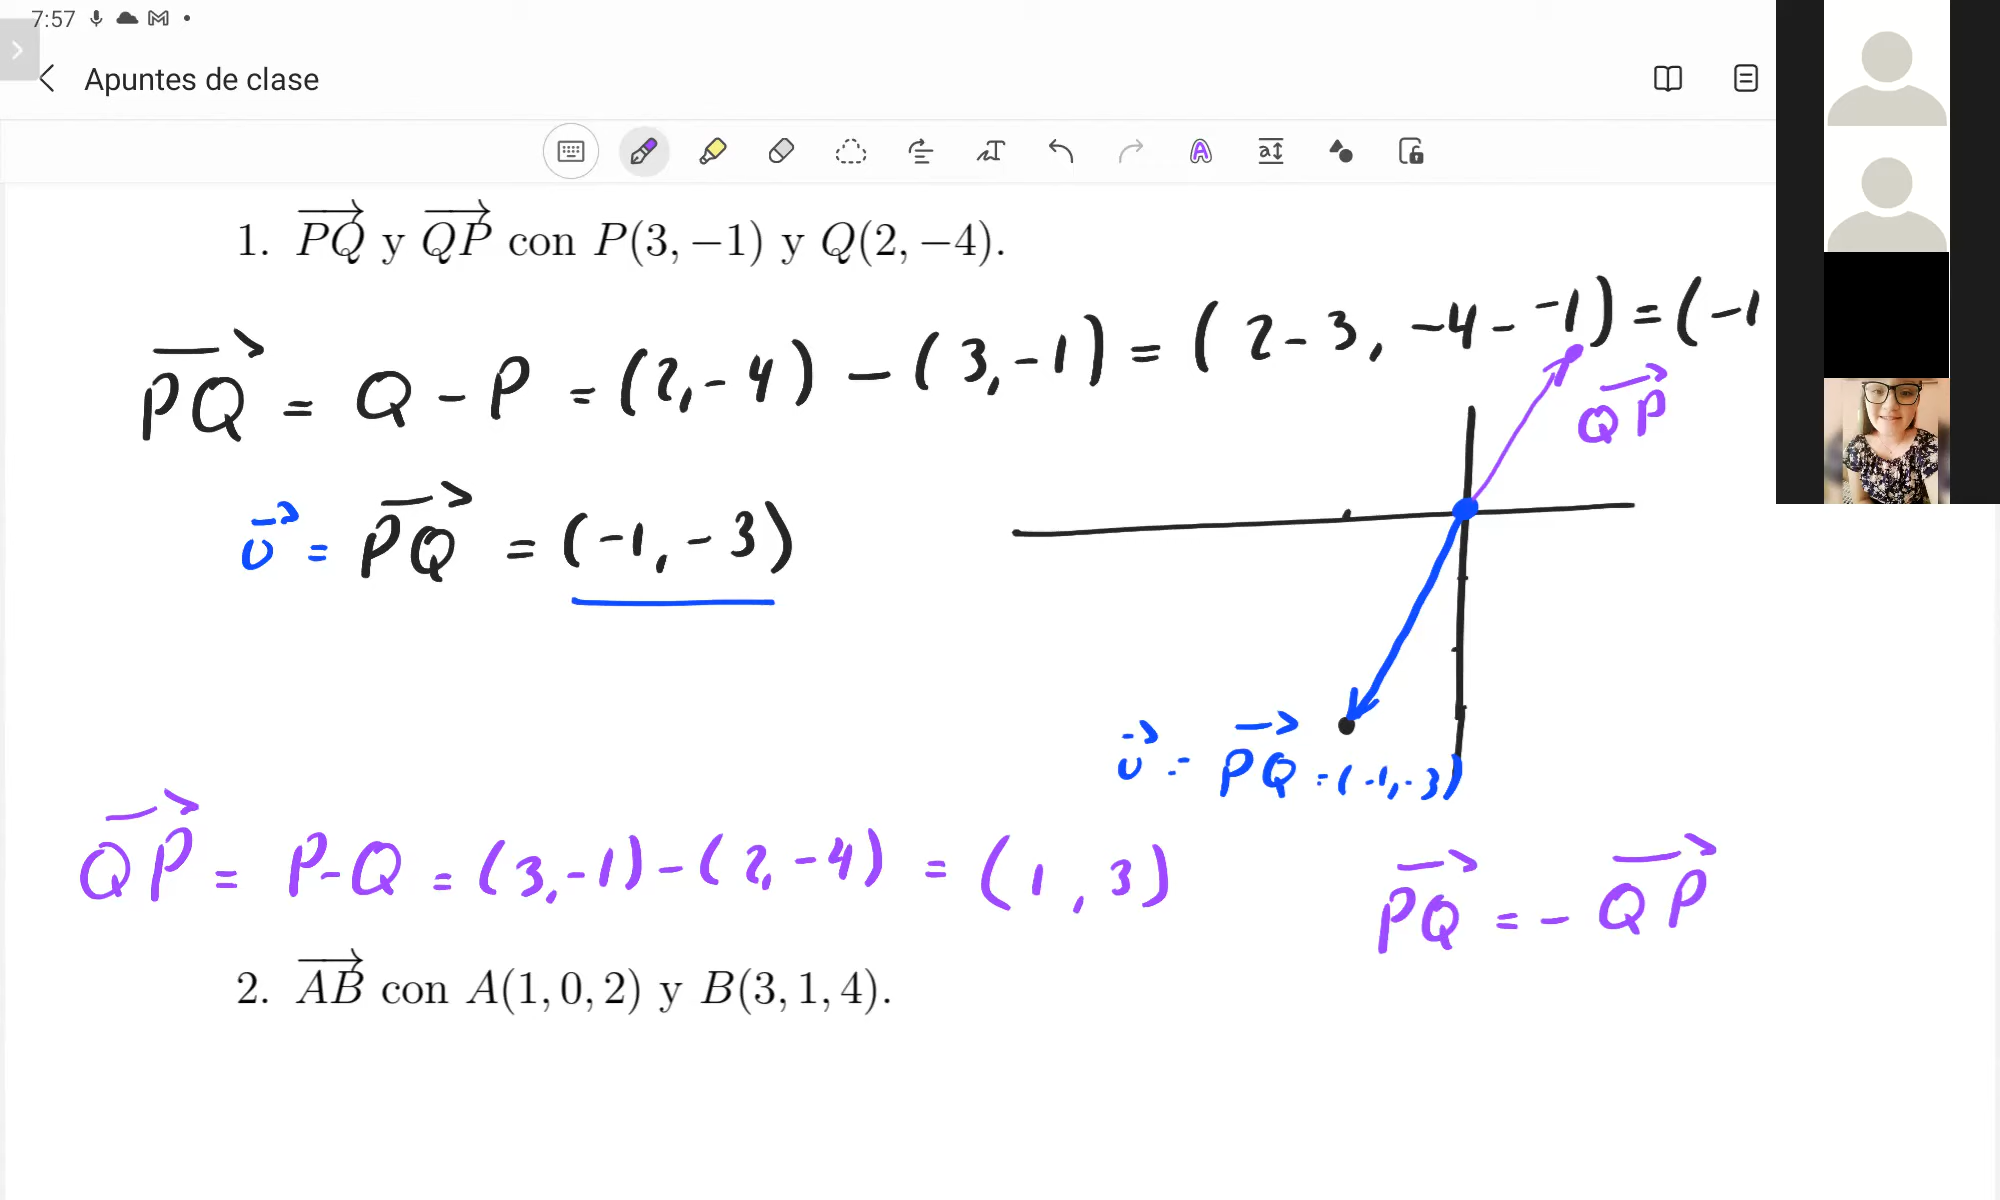 7:57
Apuntes de clase
1. PQ y QP con P(3, −1) y Q(2, −4).
PQ = Q - P = (2, -4) - (3, -1) = (2-3, -4 - -1) = (-1
QP
υ = PQ = (-1, -3)
υ = PQ = (-1, -3)
QP = P-Q = (3, -1) - (2, -4) = (1, 3)
PQ = - QP
2. AB con A(1, 0, 2) y B(3, 1, 4).